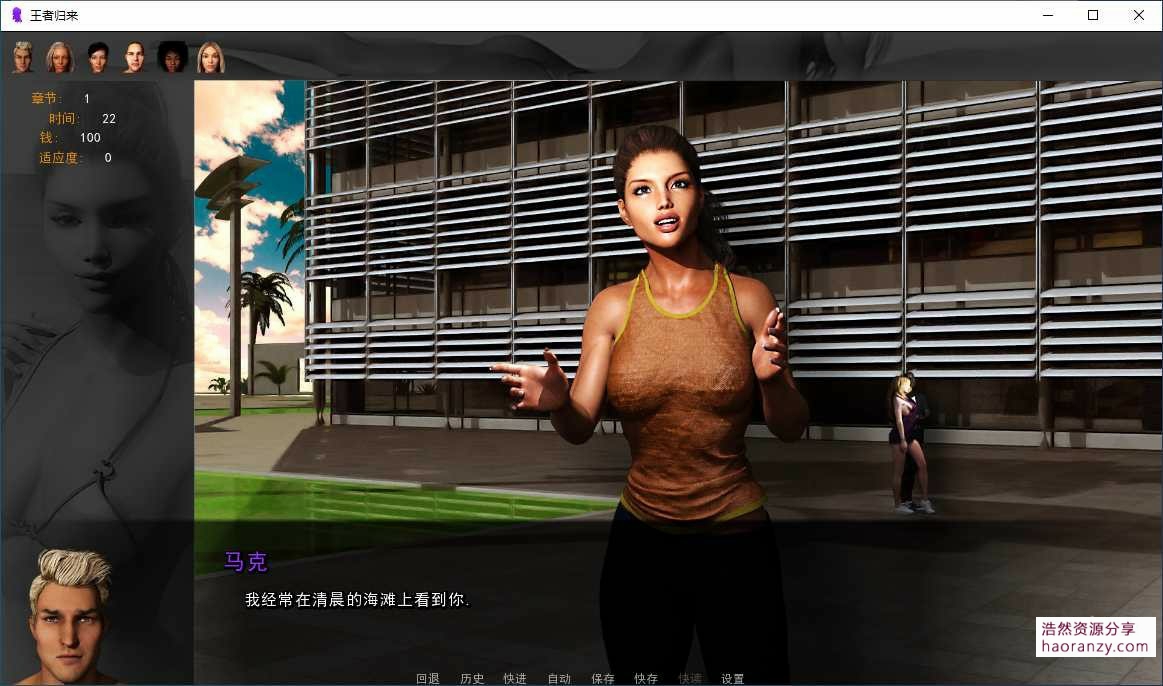 王者归来
章节: 1
时间: 22
钱: 100
适应度: 0
马克
我经常在清晨的海滩上看到你.
浩然资源分享
haoranzy.com
回退 历史 快进 自动 保存 快存 快读 设置